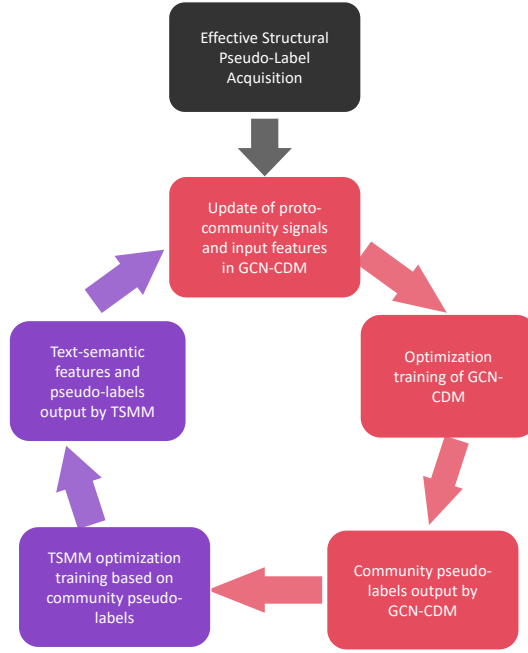 Effective Structural
Pseudo-Label
Acquisition
Update of proto-
community signals
and input features
in GCN-CDM
Optimization
training of GCN-
CDM
Community pseudo-
labels output by
GCN-CDM
TSMM optimization
training based on
community pseudo-
labels
Text-semantic
features and
pseudo-labels
output by TSMM